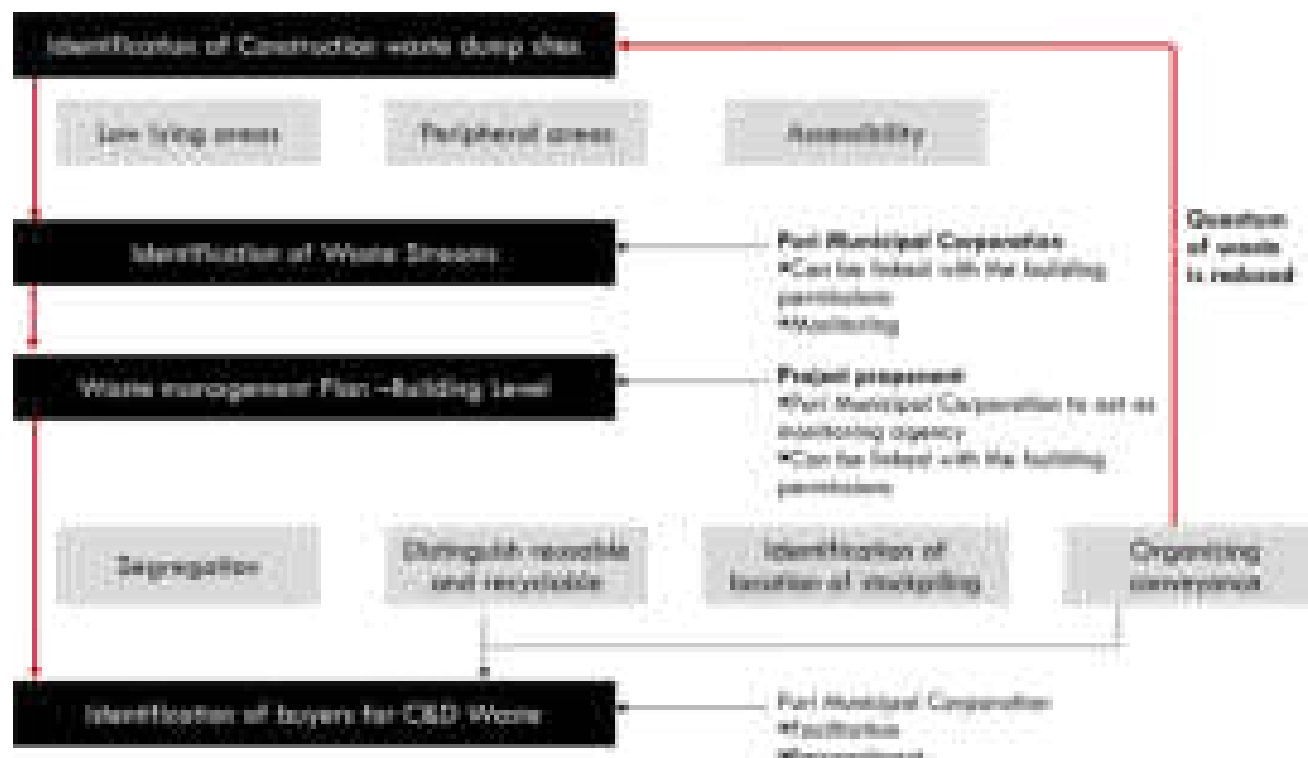 Identification of Construction waste dump sites
Low lying areas
Peripheral areas
Accessibility
Quantum
of waste
is reduced
Identification of Waste Streams
Puri Municipal Corporation
▪Can be linked with the building
permissions
▪Monitoring
Waste management Plan –Building Level
Project proponent
▪Puri Municipal Corporation to act as
monitoring agency
▪Can be linked with the building
permissions
Segregation
Distinguish reusable
and recyclable
Identification of
location of stockpiling
Organizing
conveyance
Identification of buyers for C&D Waste
Puri Municipal Corporation
▪Facilitation